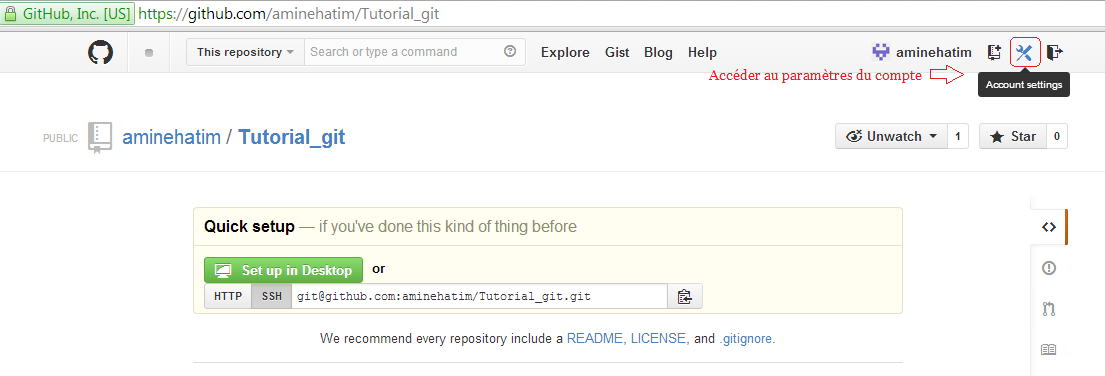 GitHub, Inc. [US] https://github.com/aminehatim/Tutorial_git
This repository Search or type a command Explore Gist Blog Help aminehatim
Accéder au paramètres du compte
Account settings
PUBLIC aminehatim / Tutorial_git Unwatch 1 Star 0
Quick setup — if you've done this kind of thing before
Set up in Desktop or
HTTP SSH git@github.com:aminehatim/Tutorial_git.git
We recommend every repository include a README, LICENSE, and .gitignore.